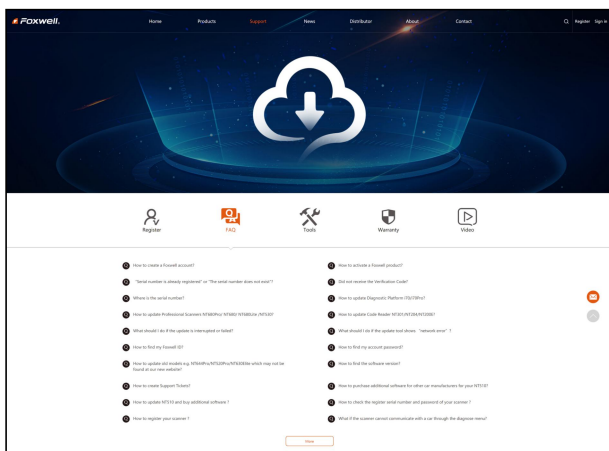 Foxwell.
Home Products Support News Distributor About Contact Register Sign in
Register FAQ Tools Warranty Video
How to create a Foxwell account?
How to activate a Foxwell product?
"Serial number is already registered" or "The serial number does not exist"?
Did not receive the Verification Code?
Where is the serial number?
How to update Diagnostic Platform I70/I70Pro?
How to update Professional Scanners NT680Pro/ NT680/ NT680Lite /NT530?
How to update Code Reader NT301/NT204/NT200E?
What should I do if the update is interrupted or failed?
What should I do if the update tool shows "network error" ?
How to find my Foxwell ID?
How to find my account password?
How to update old models e.g. NT644Pro/NT520Pro/NT630Elite which may not be
found at our new website?
How to find the software version?
How to create Support Tickets?
How to purchase additional software for other car manufacturers for your NT510?
How to update NT510 and buy additional software ?
How to check the register serial number and password of your scanner ?
How to register your scanner ?
What if the scanner cannot communicate with a car through the diagnose menu?